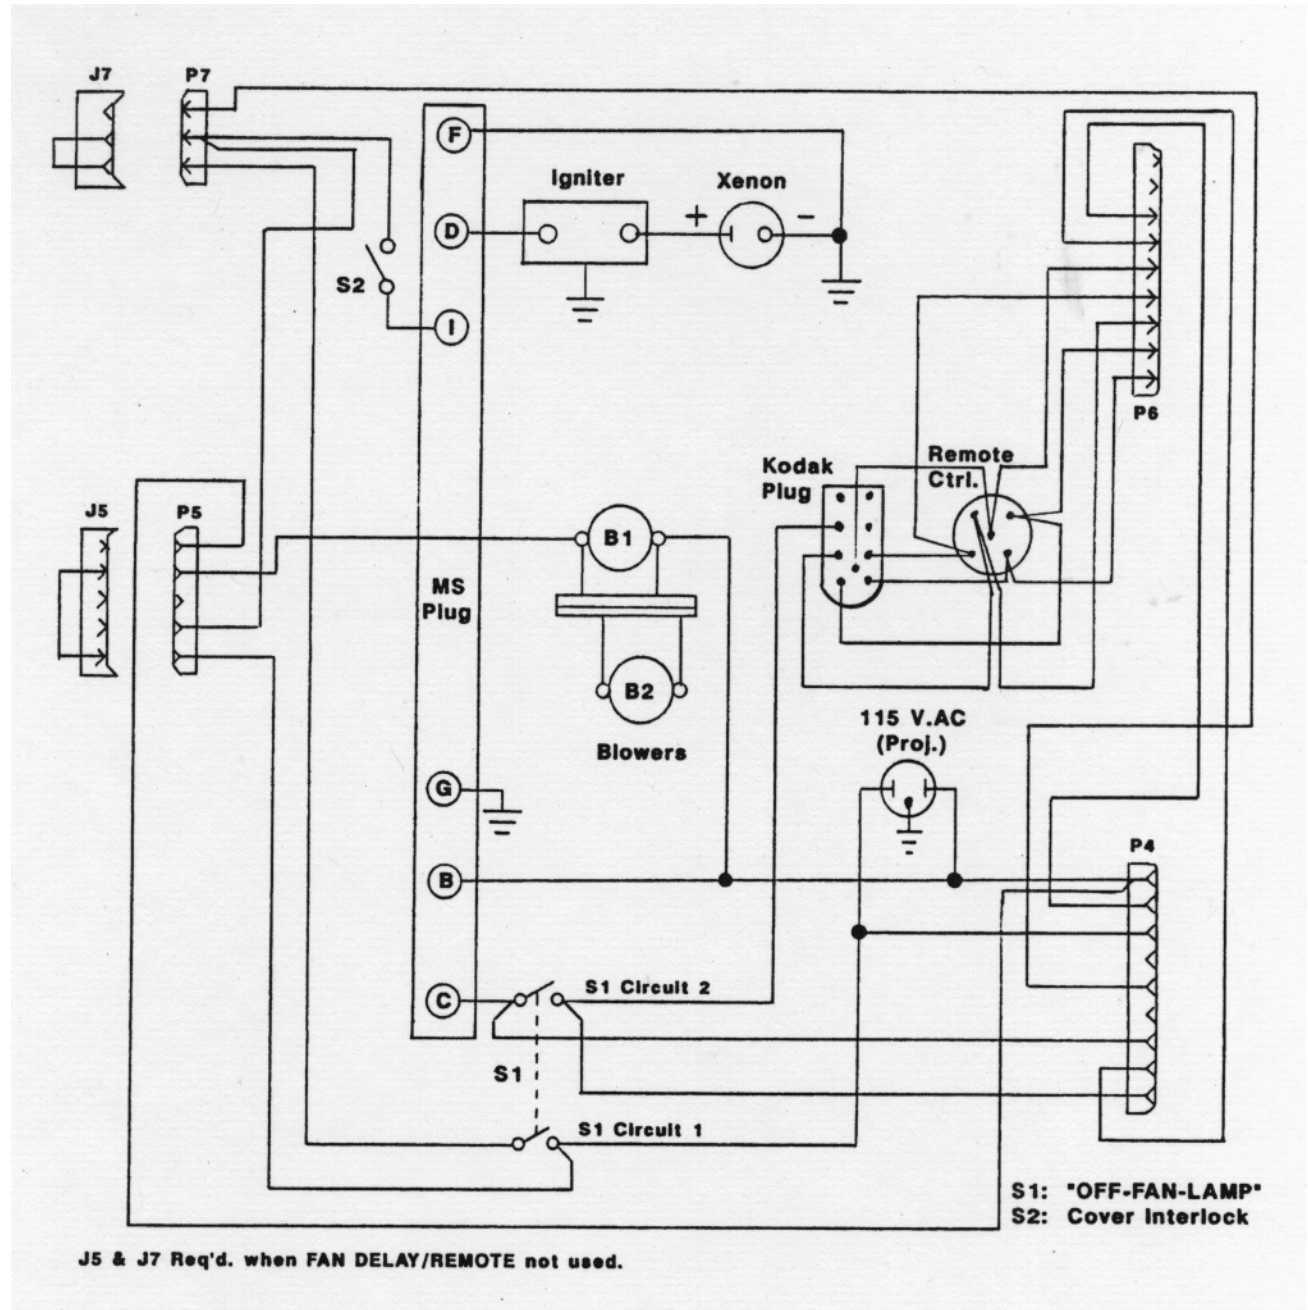 J7
P7
F
Igniter
Xenon
+
−
D
S2
I
P6
Kodak
Plug
Remote
Ctrl.
J5
P5
B1
MS
Plug
B2
Blowers
115 V.AC
(Proj.)
G
P4
B
C
S1 Circuit 2
S1
S1 Circuit 1
S1: "OFF-FAN-LAMP"
S2: Cover Interlock
J5 & J7 Req'd. when FAN DELAY/REMOTE not used.